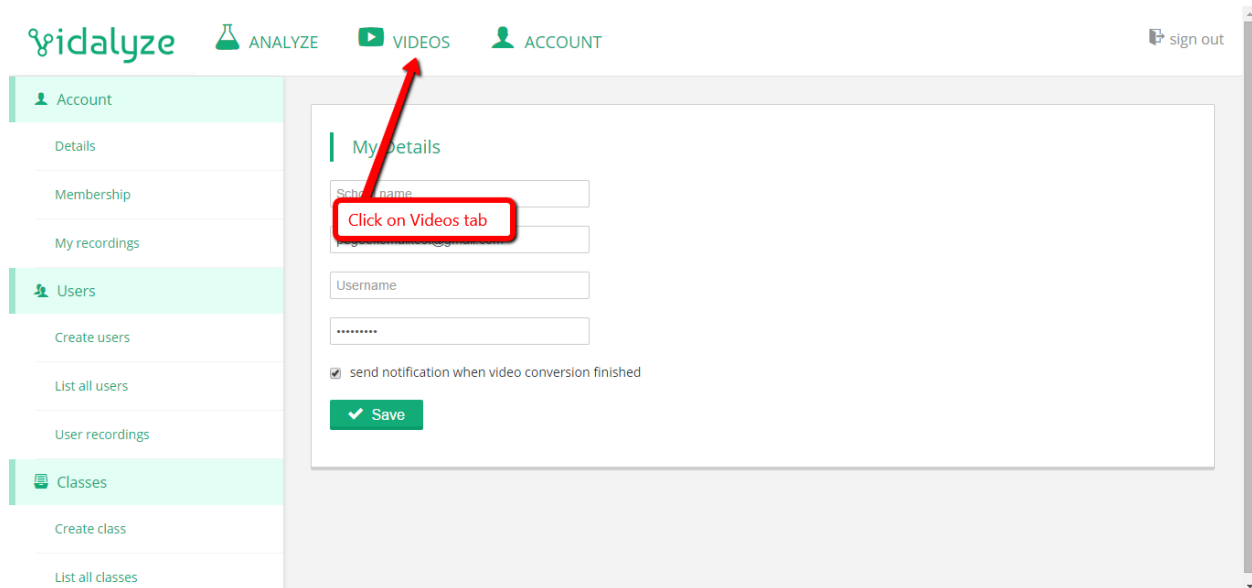 Vidalyze ANALYZE VIDEOS ACCOUNT sign out
Account
Details
Membership
My recordings
Users
Create users
List all users
User recordings
Classes
Create class
List all classes
My Details
School name
Click on Videos tab
Username
•••••••••
send notification when video conversion finished
Save